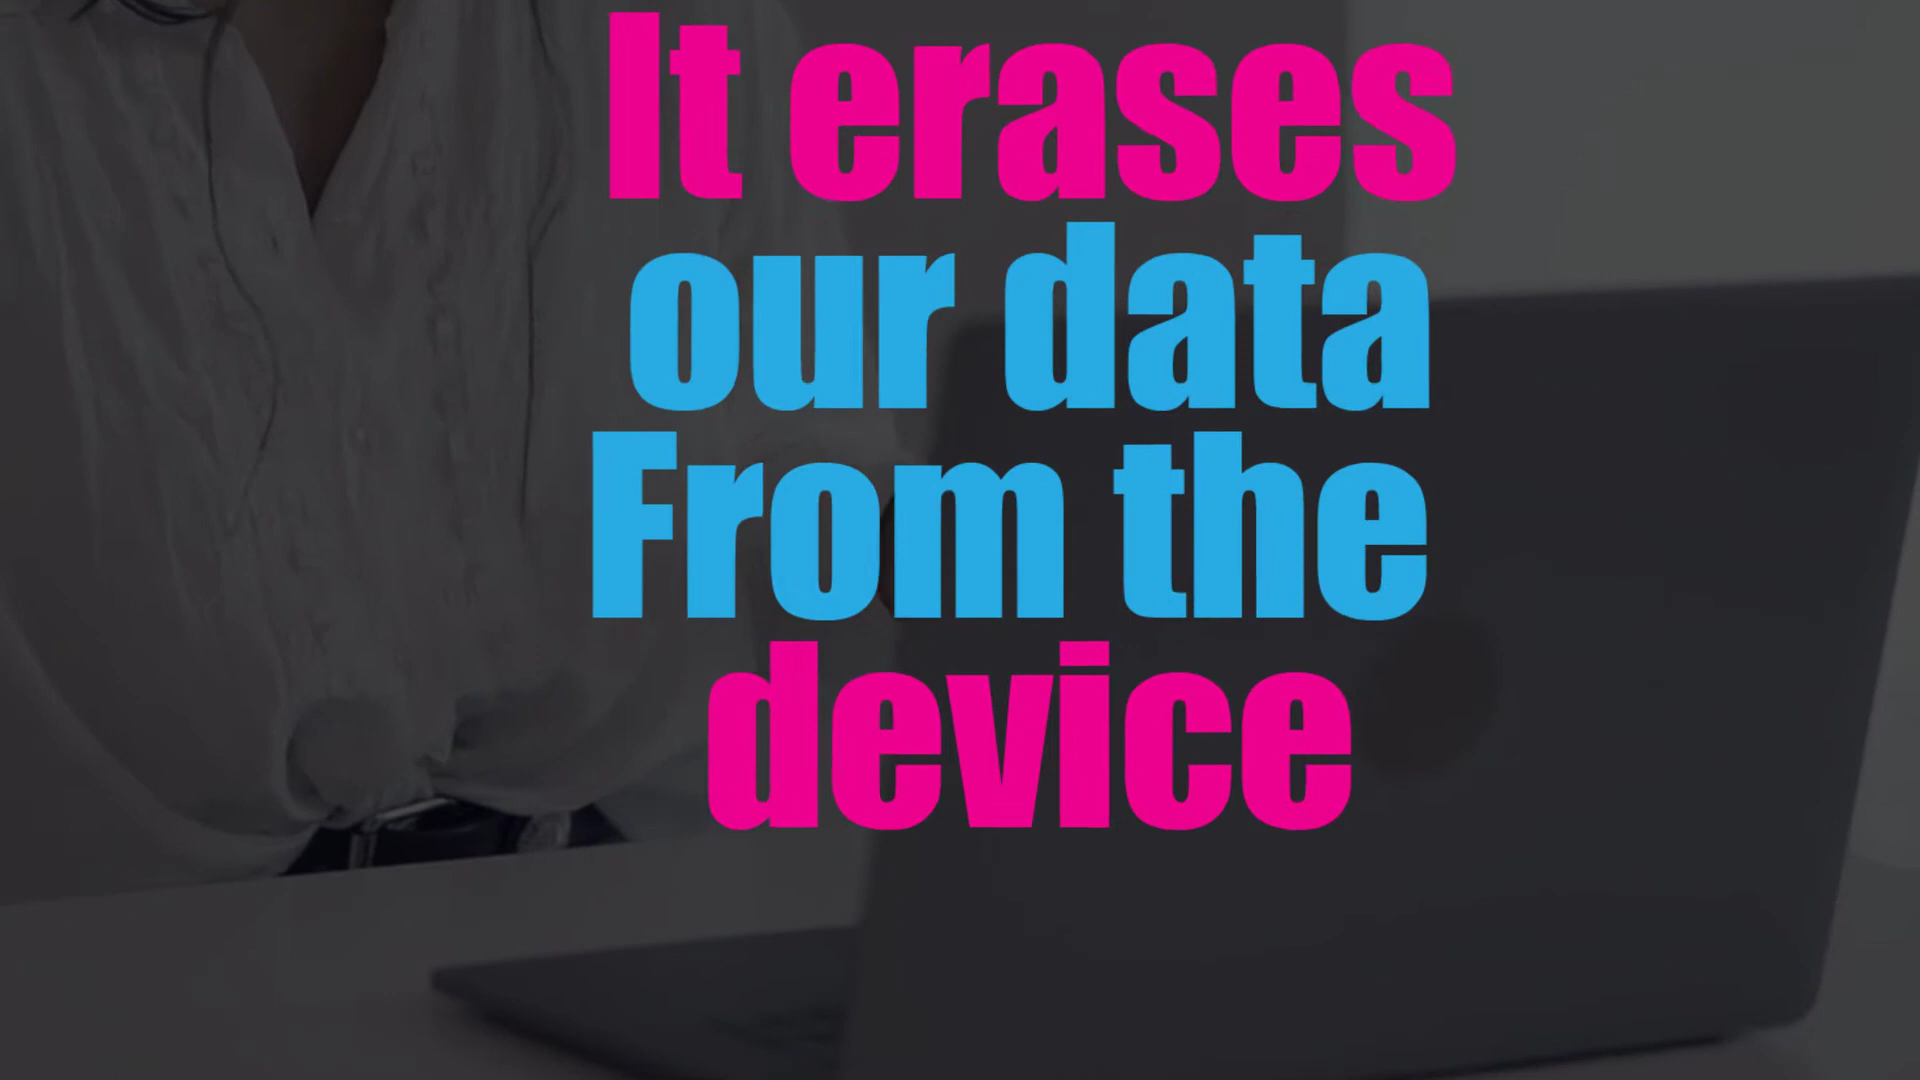 It erases
our data
From the
device